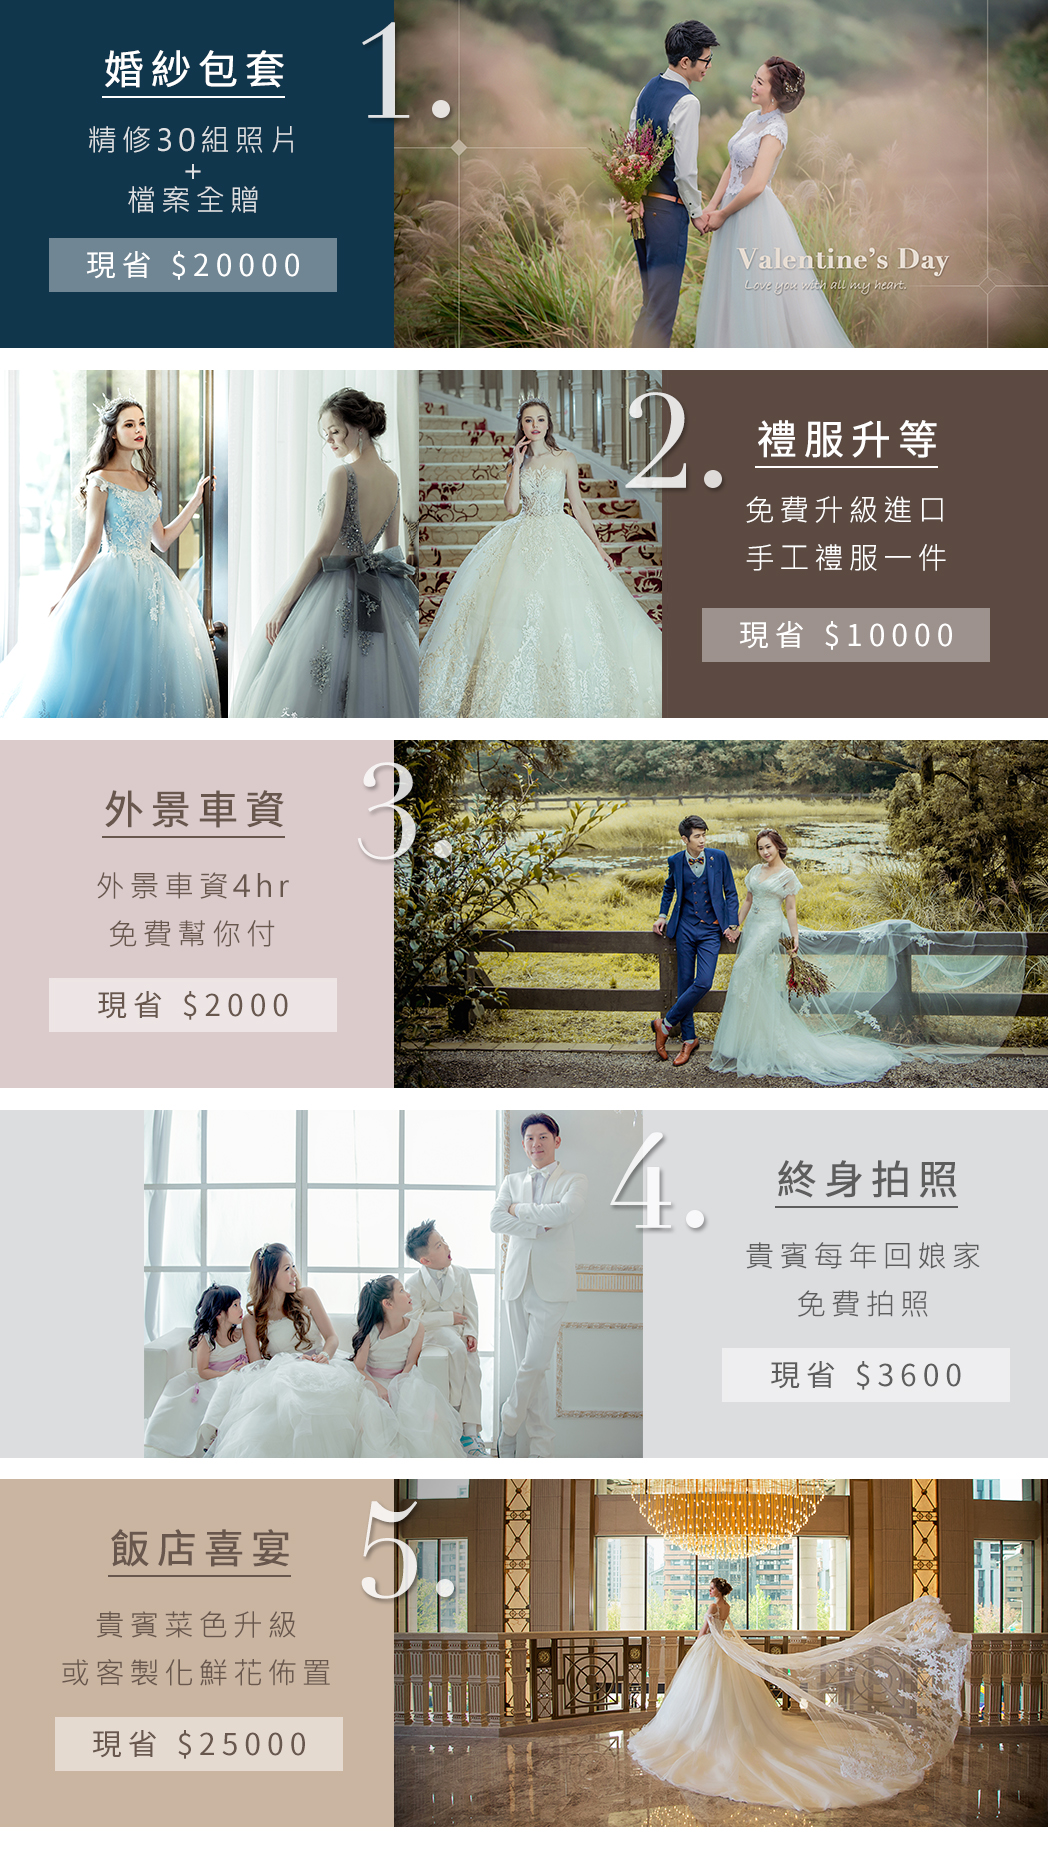 1.
婚紗包套
精修30組照片
+
檔案全贈
現省 $20000
Valentine's Day
Love you with all my heart.
2.
禮服升等
免費升級進口
手工禮服一件
現省 $10000
3.
外景車資
外景車資4hr
免費幫你付
現省 $2000
4.
終身拍照
貴賓每年回娘家
免費拍照
現省 $3600
5.
飯店喜宴
貴賓菜色升級
或客製化鮮花佈置
現省 $25000